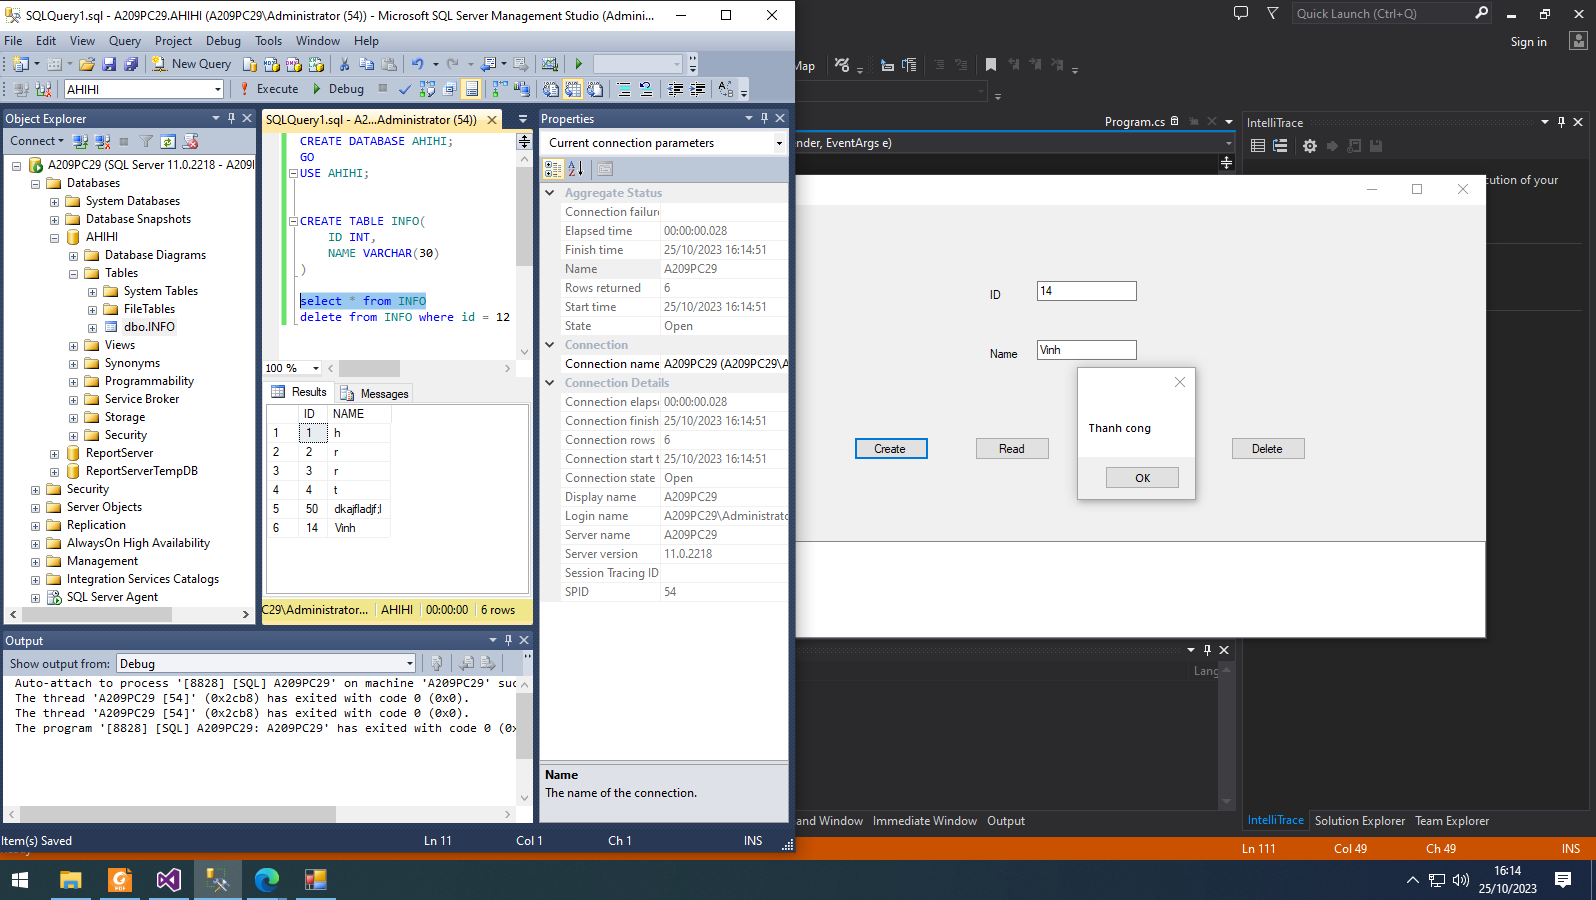 SQLQuery1.sql - A209PC29.AHIHI (A209PC29\Administrator (54)) - Microsoft SQL Server Management Studio (Admini...
File Edit View Query Project Debug Tools Window Help
New Query
AHIHI Execute Debug
Object Explorer
Connect
A209PC29 (SQL Server 11.0.2218 - A209
Databases
System Databases
Database Snapshots
AHIHI
Database Diagrams
Tables
System Tables
FileTables
dbo.INFO
Views
Synonyms
Programmability
Service Broker
Storage
Security
ReportServer
ReportServerTempDB
Security
Server Objects
Replication
AlwaysOn High Availability
Management
Integration Services Catalogs
SQL Server Agent
SQLQuery1.sql - A2...Administrator (54))
CREATE DATABASE AHIHI;
GO
USE AHIHI;
CREATE TABLE INFO(
ID INT,
NAME VARCHAR(30)
)
select * from INFO
delete from INFO where id = 12
100 %
Results Messages
ID NAME
1 1 h
2 2 r
3 3 r
4 4 t
5 50 dkajfladjf;l
6 14 Vinh
C29\Administrator... AHIHI 00:00:00 6 rows
Properties
Current connection parameters
Aggregate Status
Connection failure
Elapsed time 00:00:00.028
Finish time 25/10/2023 16:14:51
Name A209PC29
Rows returned 6
Start time 25/10/2023 16:14:51
State Open
Connection
Connection name A209PC29 (A209PC29\A
Connection Details
Connection elapse 00:00:00.028
Connection finish 25/10/2023 16:14:51
Connection rows 6
Connection start t 25/10/2023 16:14:51
Connection state Open
Display name A209PC29
Login name A209PC29\Administrato
Server name A209PC29
Server version 11.0.2218
Session Tracing ID
SPID 54
Name
The name of the connection.
Output
Show output from: Debug
Auto-attach to process '[8828] [SQL] A209PC29' on machine 'A209PC29' suc
The thread 'A209PC29 [54]' (0x2cb8) has exited with code 0 (0x0).
The thread 'A209PC29 [54]' (0x2cb8) has exited with code 0 (0x0).
The program '[8828] [SQL] A209PC29: A209PC29' has exited with code 0 (0x
Item(s) Saved Ln 11 Col 1 Ch 1 INS
Quick Launch (Ctrl+Q)
Sign in
Map
Program.cs
nder, EventArgs e)
IntelliTrace
cution of your
ID 14
Name Vinh
Thanh cong
OK
Create Read Delete
Lang
and Window Immediate Window Output
IntelliTrace Solution Explorer Team Explorer
Ln 111 Col 49 Ch 49 INS
16:14
25/10/2023